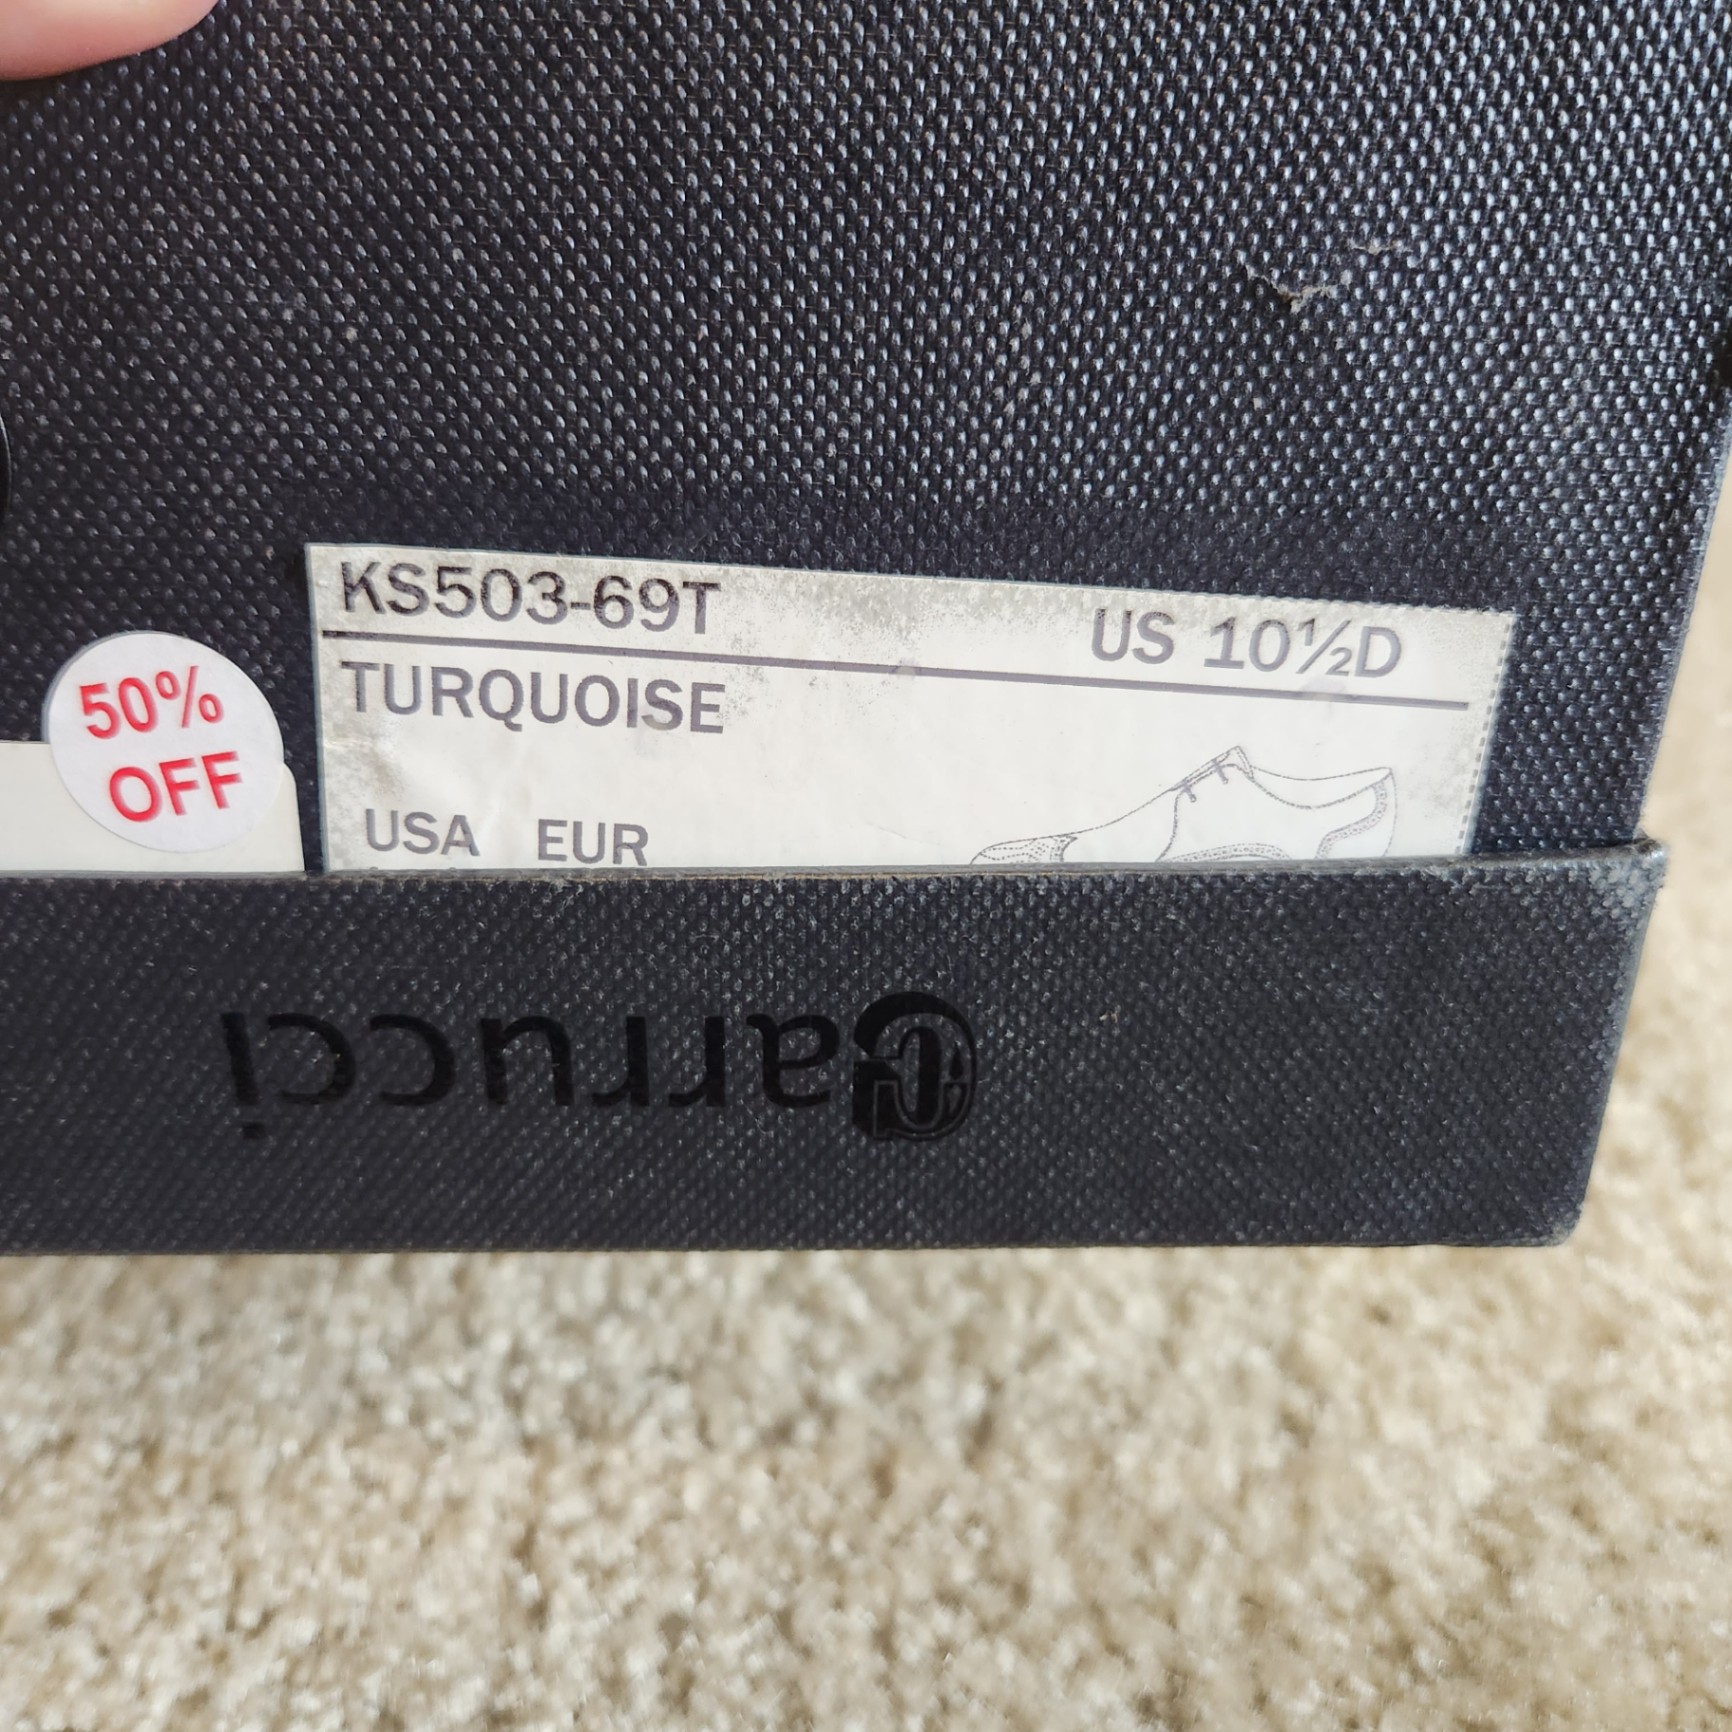 KS503-69T US 10½D
TURQUOISE
USA EUR
50%
OFF
Carrucci